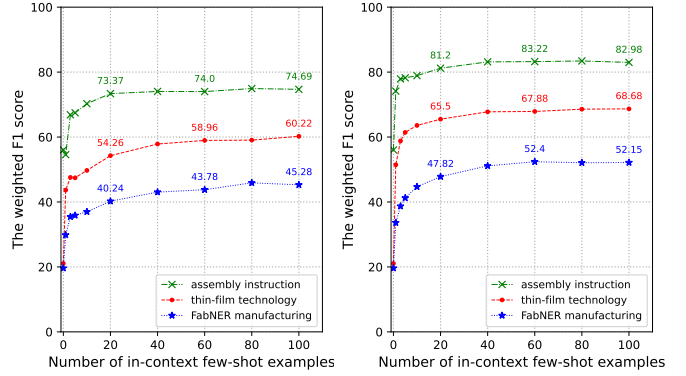 100
80
60
40
20
0
The weighted F1 score
73.37
74.0
74.69
54.26
58.96
60.22
40.24
43.78
45.28
assembly instruction
thin-film technology
FabNER manufacturing
0 20 40 60 80 100
Number of in-context few-shot examples
100
80
60
40
20
0
The weighted F1 score
81.2
83.22
82.98
65.5
67.88
68.68
47.82
52.4
52.15
assembly instruction
thin-film technology
FabNER manufacturing
0 20 40 60 80 100
Number of in-context few-shot examples